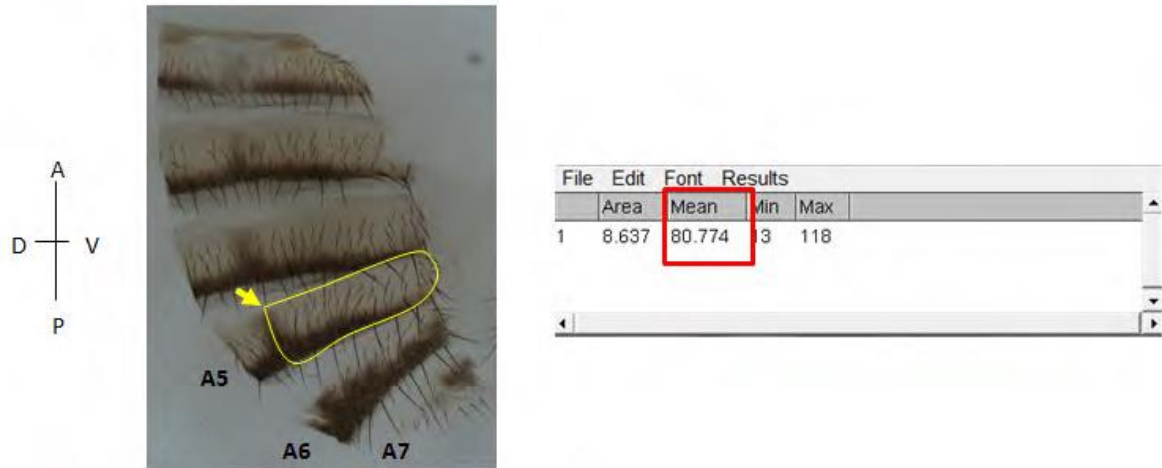 A
D V
P
A5
A6 A7
File Edit Font Results
Area Mean Min Max
1 8.637 80.774 13 118